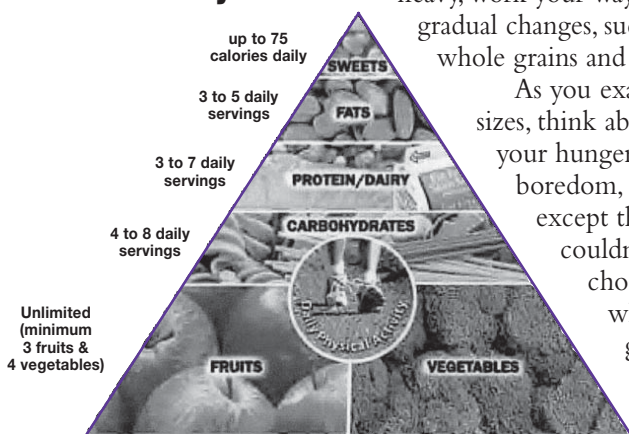 heavy, work your way
gradual changes, suc
whole grains and
As you exa
sizes, think ab
your hunger
boredom,
except th
couldn
cho
w
g
up to 75
calories daily
SWEETS
3 to 5 daily
servings
FATS
3 to 7 daily
servings
PROTEIN/DAIRY
4 to 8 daily
servings
CARBOHYDRATES
Daily Physical Activity
Unlimited
(minimum
3 fruits &
4 vegetables)
FRUITS
VEGETABLES